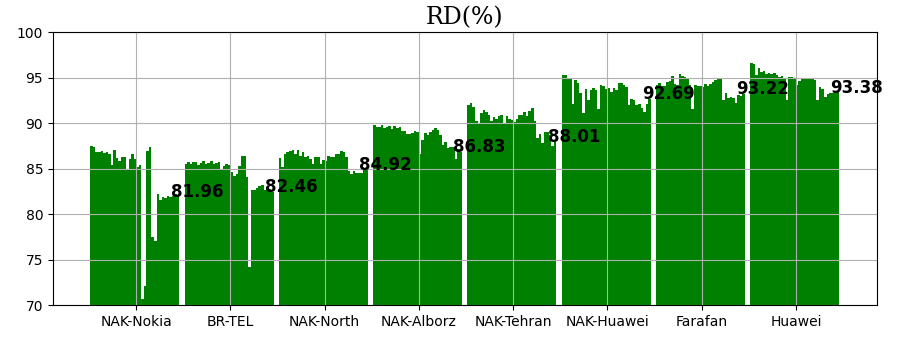 RD(%)
100
95
90
85
80
75
70
81.96
82.46
84.92
86.83
88.01
92.69
93.22
93.38
NAK-Nokia
BR-TEL
NAK-North
NAK-Alborz
NAK-Tehran
NAK-Huawei
Farafan
Huawei